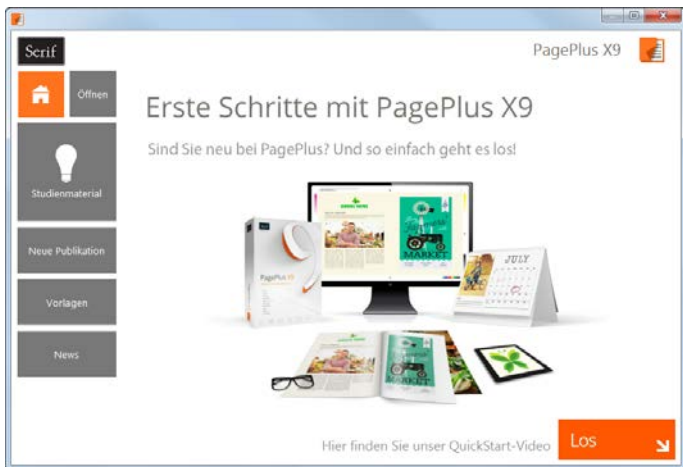 Serif
PagePlus X9
Öffnen
Erste Schritte mit PagePlus X9
Sind Sie neu bei PagePlus? Und so einfach geht es los!
Studienmaterial
Neue Publikation
Vorlagen
News
PagePlus X9
MARKET
JULY
MARKET
Hier finden Sie unser QuickStart-Video
Los